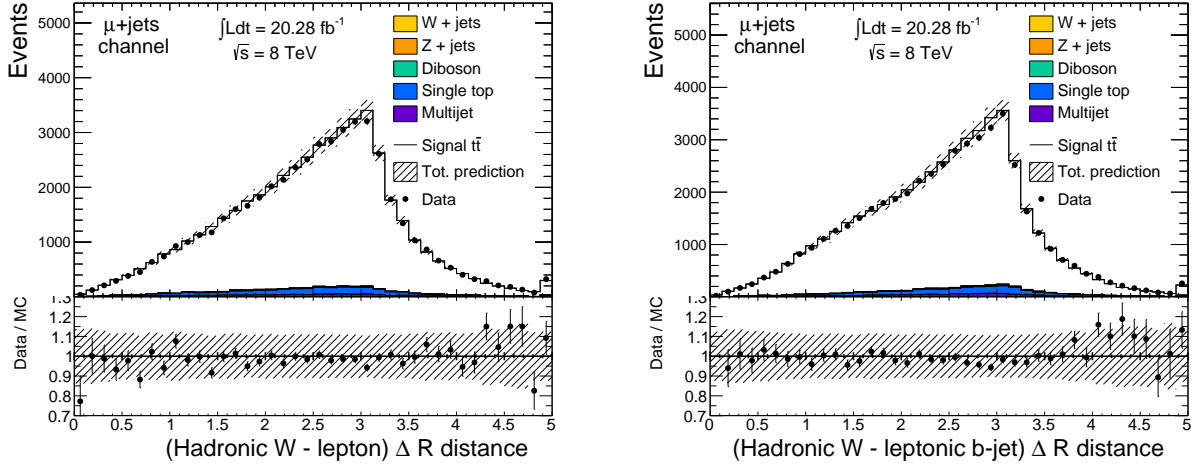 Events
μ+jets
channel
∫Ldt = 20.28 fb⁻¹
√s = 8 TeV
W + jets
Z + jets
Diboson
Single top
Multijet
Signal tt̄
Tot. prediction
Data
5000
4000
3000
2000
1000
Data / MC
1.3
1.2
1.1
1
0.9
0.8
0.7
0 0.5 1 1.5 2 2.5 3 3.5 4 4.5 5
(Hadronic W - lepton) Δ R distance
Events
μ+jets
channel
∫Ldt = 20.28 fb⁻¹
√s = 8 TeV
W + jets
Z + jets
Diboson
Single top
Multijet
Signal tt̄
Tot. prediction
Data
5000
4000
3000
2000
1000
Data / MC
1.3
1.2
1.1
1
0.9
0.8
0.7
0 0.5 1 1.5 2 2.5 3 3.5 4 4.5 5
(Hadronic W - leptonic b-jet) Δ R distance